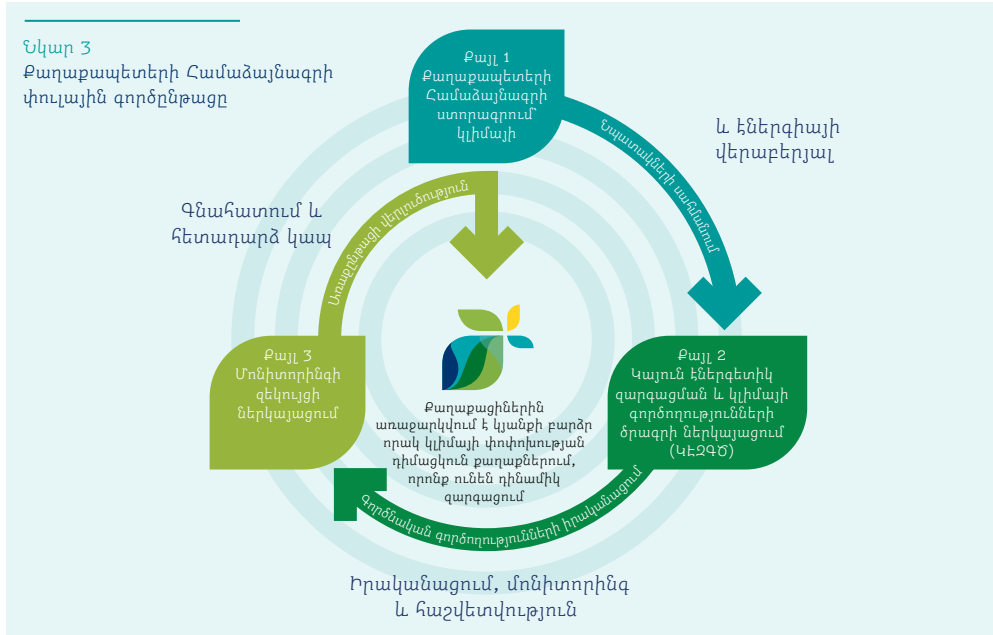 Նկար 3
Քաղաքապետերի Համաձայնագրի
փուլային գործընթացը
Քայլ 1
Քաղաքապետերի
Համաձայնագրի
ստորագրում՝
կլիմայի
և էներգիայի
վերաբերյալ
Նպատակների սահմանում
Գնահատում և
հետադարձ կապ
Առաջընթացի վերլուծություն
Քայլ 3
Մոնիտորինգի
զեկույցի
ներկայացում
Քայլ 2
Կայուն էներգետիկ
զարգացման և կլիմայի
գործողությունների
ծրագրի ներկայացում
(ԿԷԶԳԾ)
Քաղաքացիներին
առաջարկվում է կյանքի բարձր
որակ կլիմայի փոփոխության
դիմացկուն քաղաքներում,
որոնք ունեն դինամիկ
զարգացում
Գործնական գործողությունների իրականացում
Իրականացում, մոնիտորինգ
և հաշվետվություն